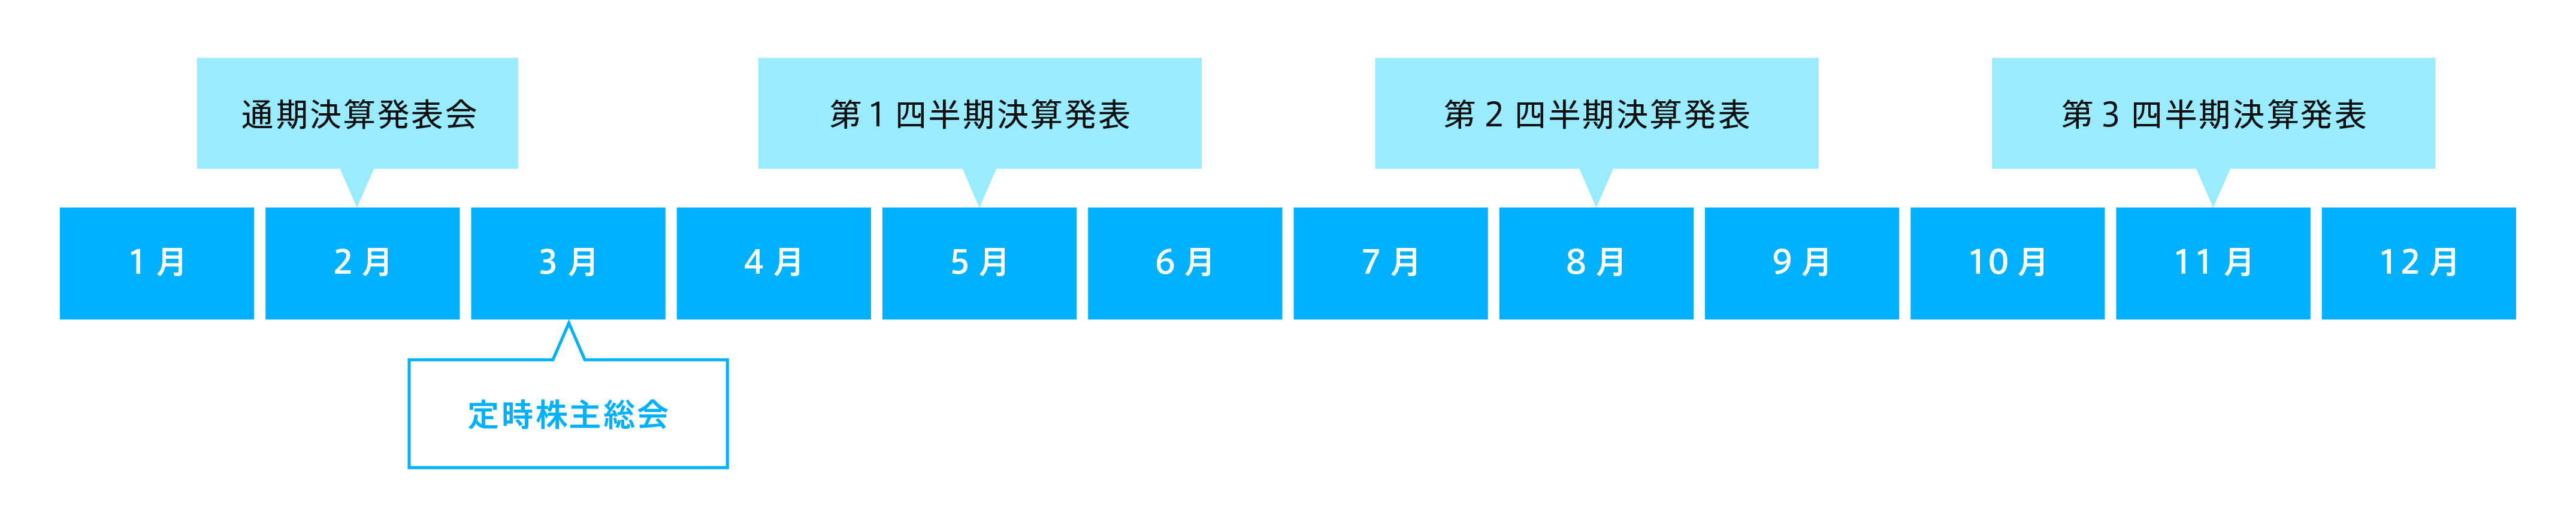 通期決算発表会
第1四半期決算発表
第2四半期決算発表
第3四半期決算発表
1月
2月
3月
4月
5月
6月
7月
8月
9月
10月
11月
12月
定時株主総会